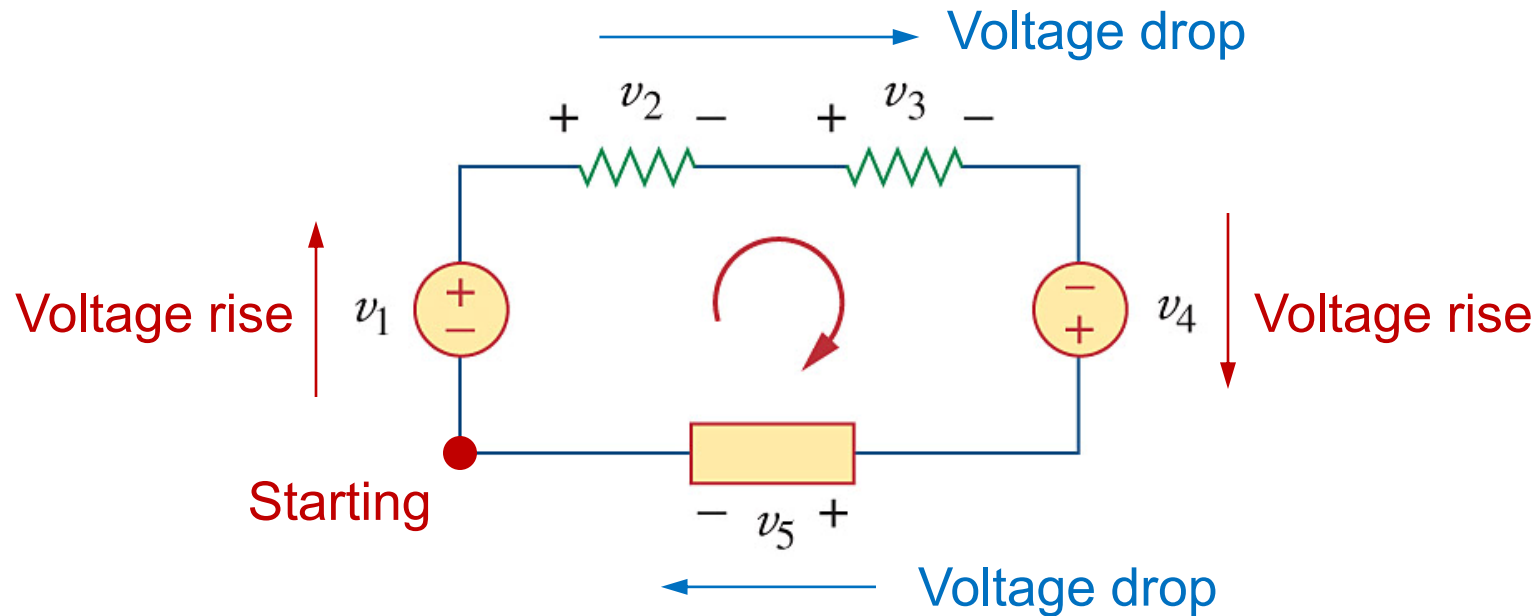 Voltage drop
+ v2 − + v3 −
Voltage rise v1 + −
− + v4 Voltage rise
Starting
− v5 +
Voltage drop